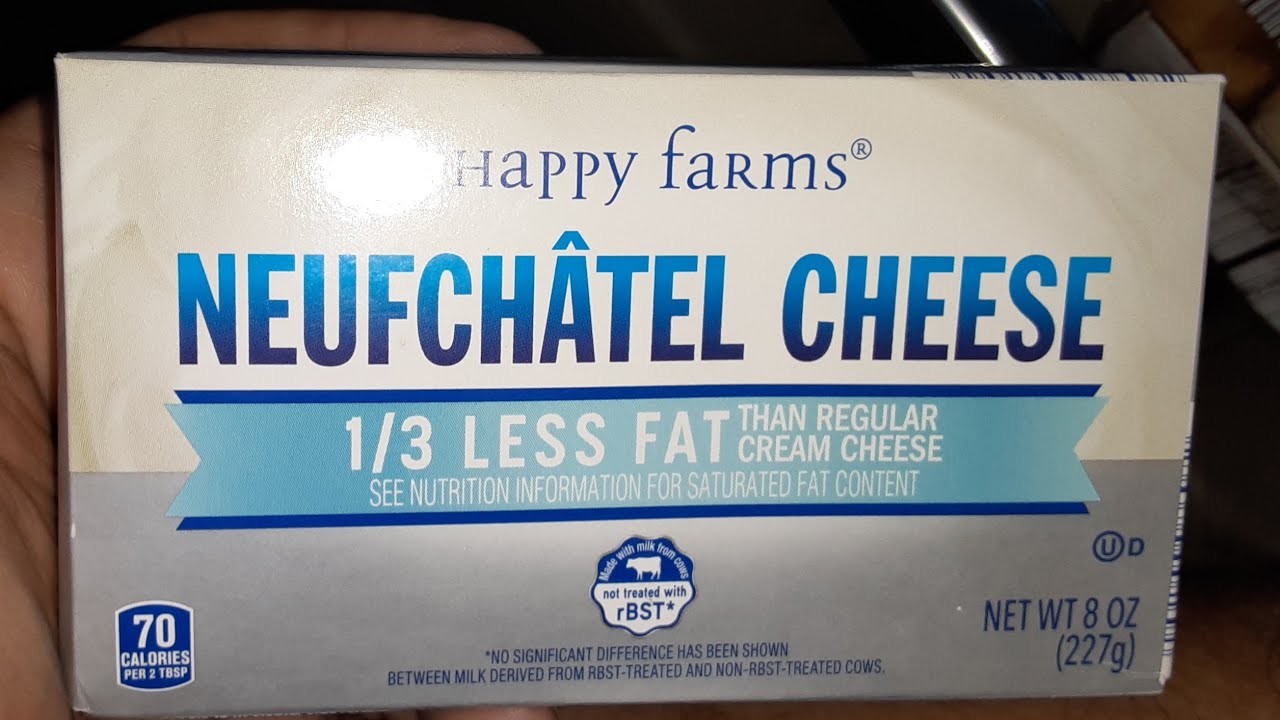 Happy farms®
NEUFCHÂTEL CHEESE
1/3 LESS FAT THAN REGULAR
CREAM CHEESE
SEE NUTRITION INFORMATION FOR SATURATED FAT CONTENT
Made with milk from cows
not treated with
rBST*
U D
70
CALORIES
PER 2 TBSP
NET WT 8 OZ
(227g)
*NO SIGNIFICANT DIFFERENCE HAS BEEN SHOWN
BETWEEN MILK DERIVED FROM RBST-TREATED AND NON-RBST-TREATED COWS.